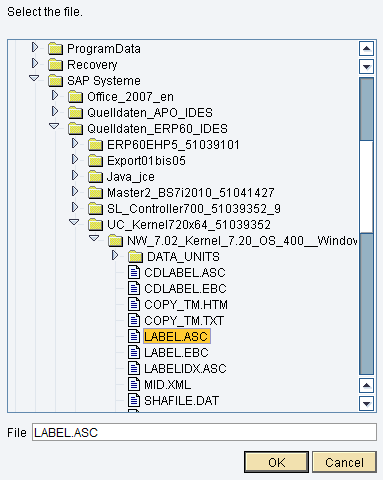 Select the file.
ProgramData
Recovery
SAP Systeme
Office_2007_en
Quelldaten_APO_IDES
Quelldaten_ERP60_IDES
ERP60EHP5_51039101
Export01bis05
Java_jce
Master2_BS7i2010_51041427
SL_Controller700_51039352_9
UC_Kernel720x64_51039352
NW_7.02_Kernel_7.20_OS_400__Window
DATA_UNITS
CDLABEL.ASC
CDLABEL.EBC
COPY_TM.HTM
COPY_TM.TXT
LABEL.ASC
LABEL.EBC
LABELIDX.ASC
MID.XML
SHAFILE.DAT
File LABEL.ASC
OK Cancel